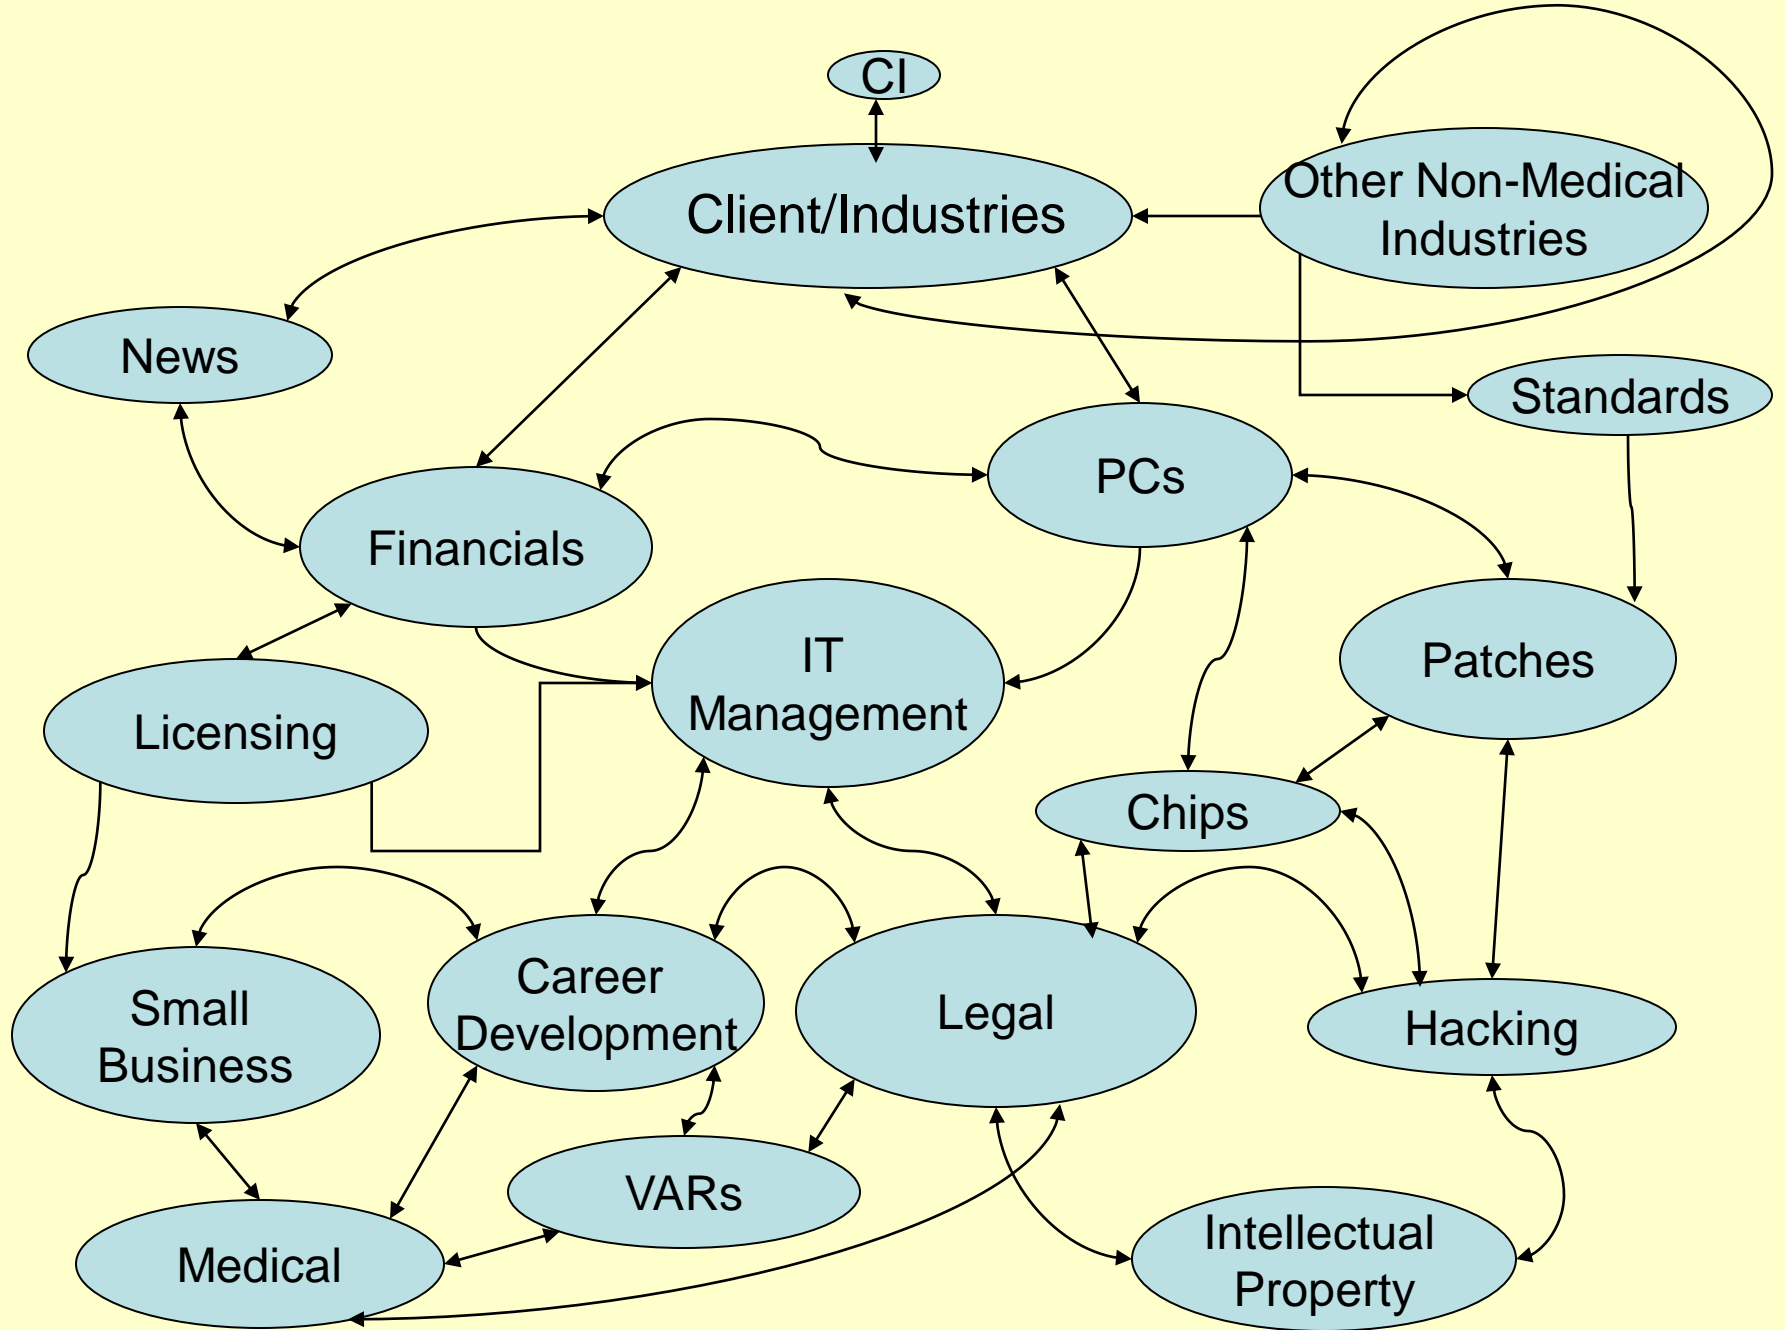 CI
Client/Industries
Other Non-Medical
Industries
News
Standards
PCs
Financials
IT
Management
Patches
Licensing
Chips
Career
Development
Small
Business
Legal
Hacking
VARs
Medical
Intellectual
Property